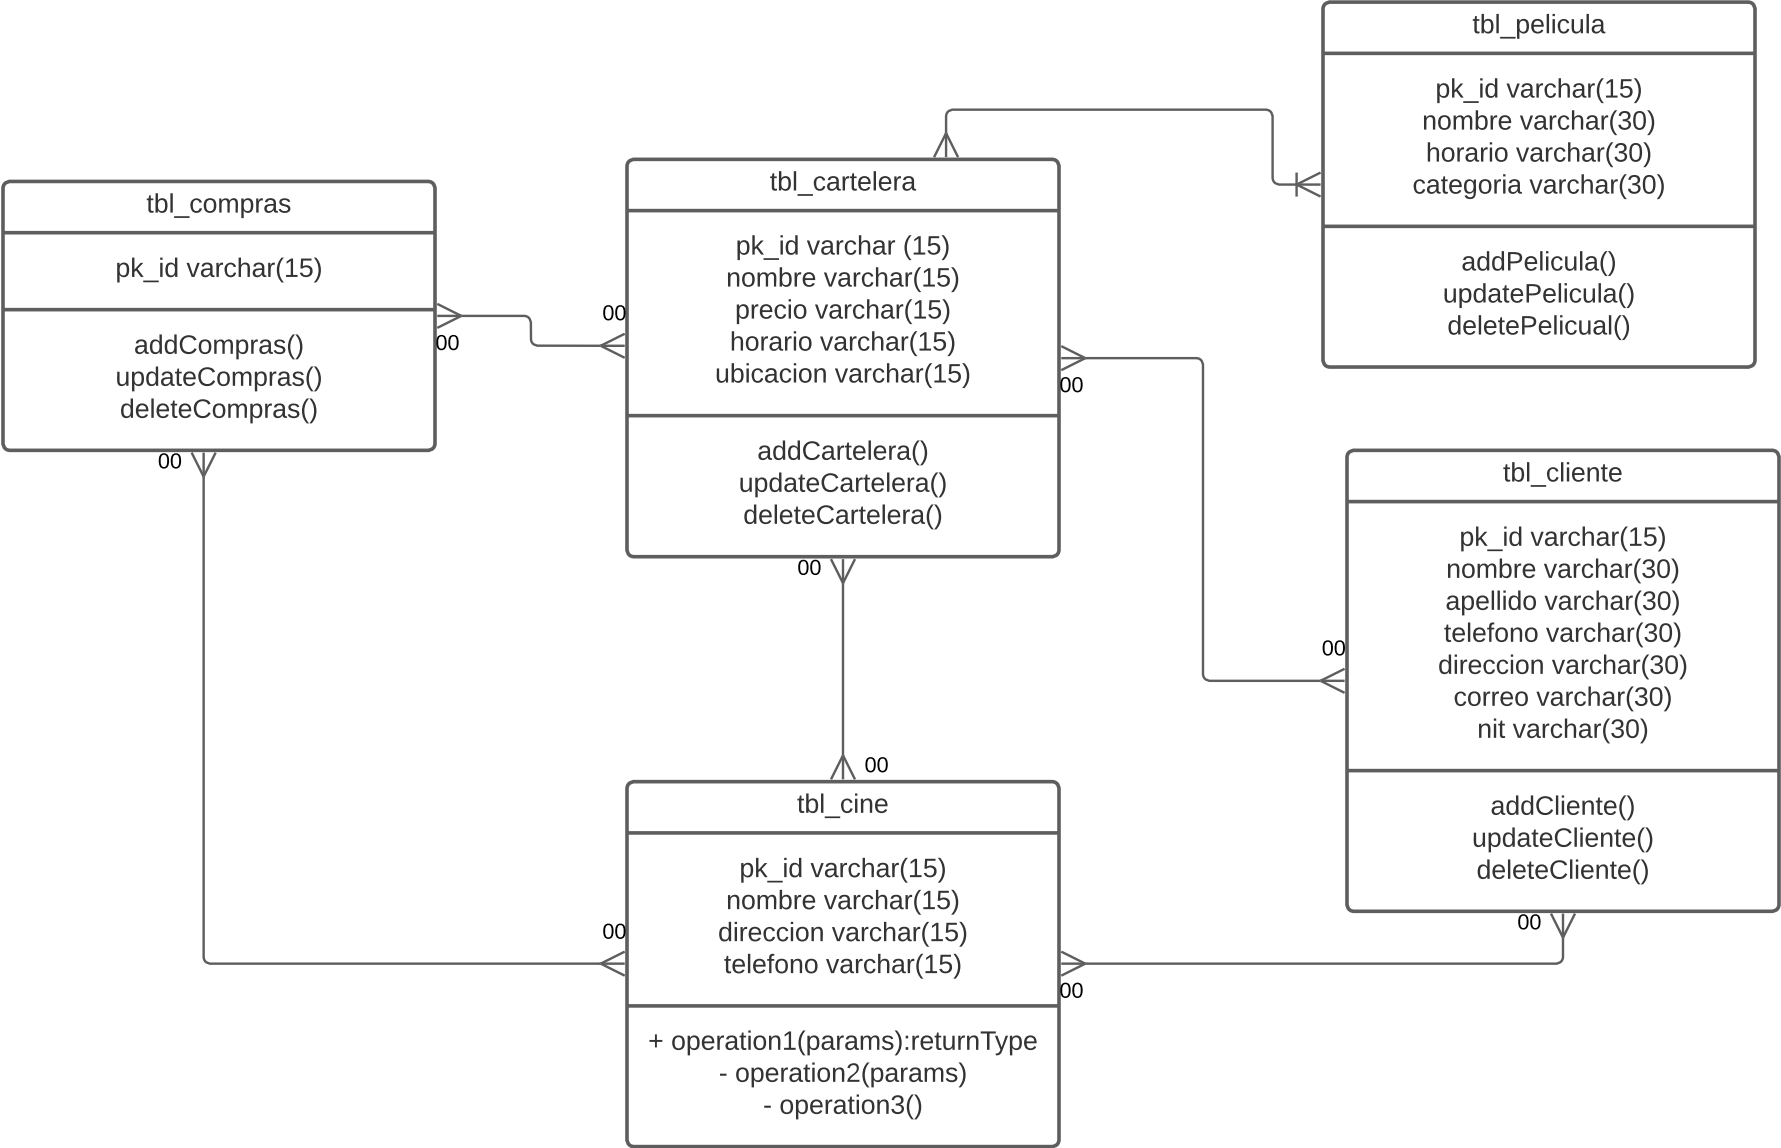 tbl_pelicula
pk_id varchar(15)
nombre varchar(30)
horario varchar(30)
categoria varchar(30)
addPelicula()
updatePelicula()
deletePelicual()
tbl_cartelera
pk_id varchar (15)
nombre varchar(15)
precio varchar(15)
horario varchar(15)
ubicacion varchar(15)
addCartelera()
updateCartelera()
deleteCartelera()
tbl_compras
pk_id varchar(15)
addCompras()
updateCompras()
deleteCompras()
00
00
00
00
00
00
tbl_cliente
pk_id varchar(15)
nombre varchar(30)
apellido varchar(30)
telefono varchar(30)
direccion varchar(30)
correo varchar(30)
nit varchar(30)
addCliente()
updateCliente()
deleteCliente()
00
00
tbl_cine
pk_id varchar(15)
nombre varchar(15)
direccion varchar(15)
telefono varchar(15)
+ operation1(params):returnType
- operation2(params)
- operation3()
00
00